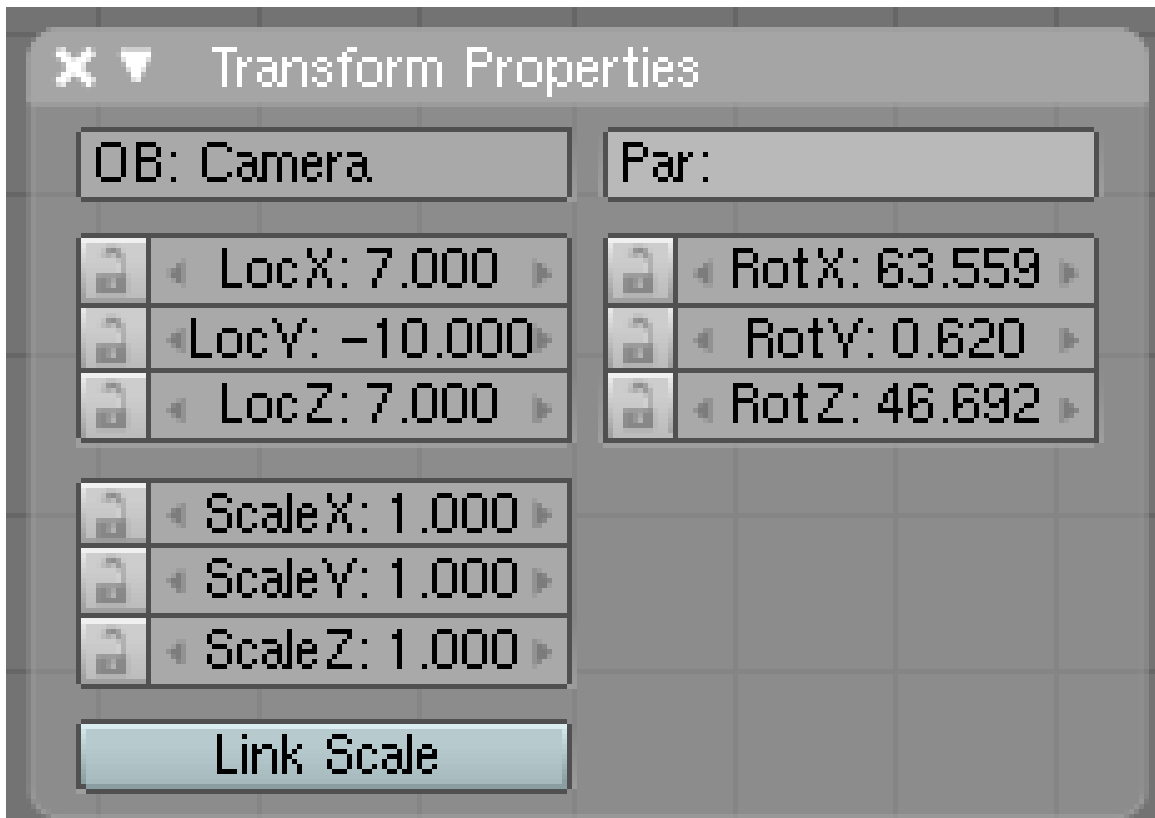 Transform Properties
OB: Camera
Par:
LocX: 7.000
LocY: -10.000
LocZ: 7.000
RotX: 63.559
RotY: 0.620
RotZ: 46.692
ScaleX: 1.000
ScaleY: 1.000
ScaleZ: 1.000
Link Scale